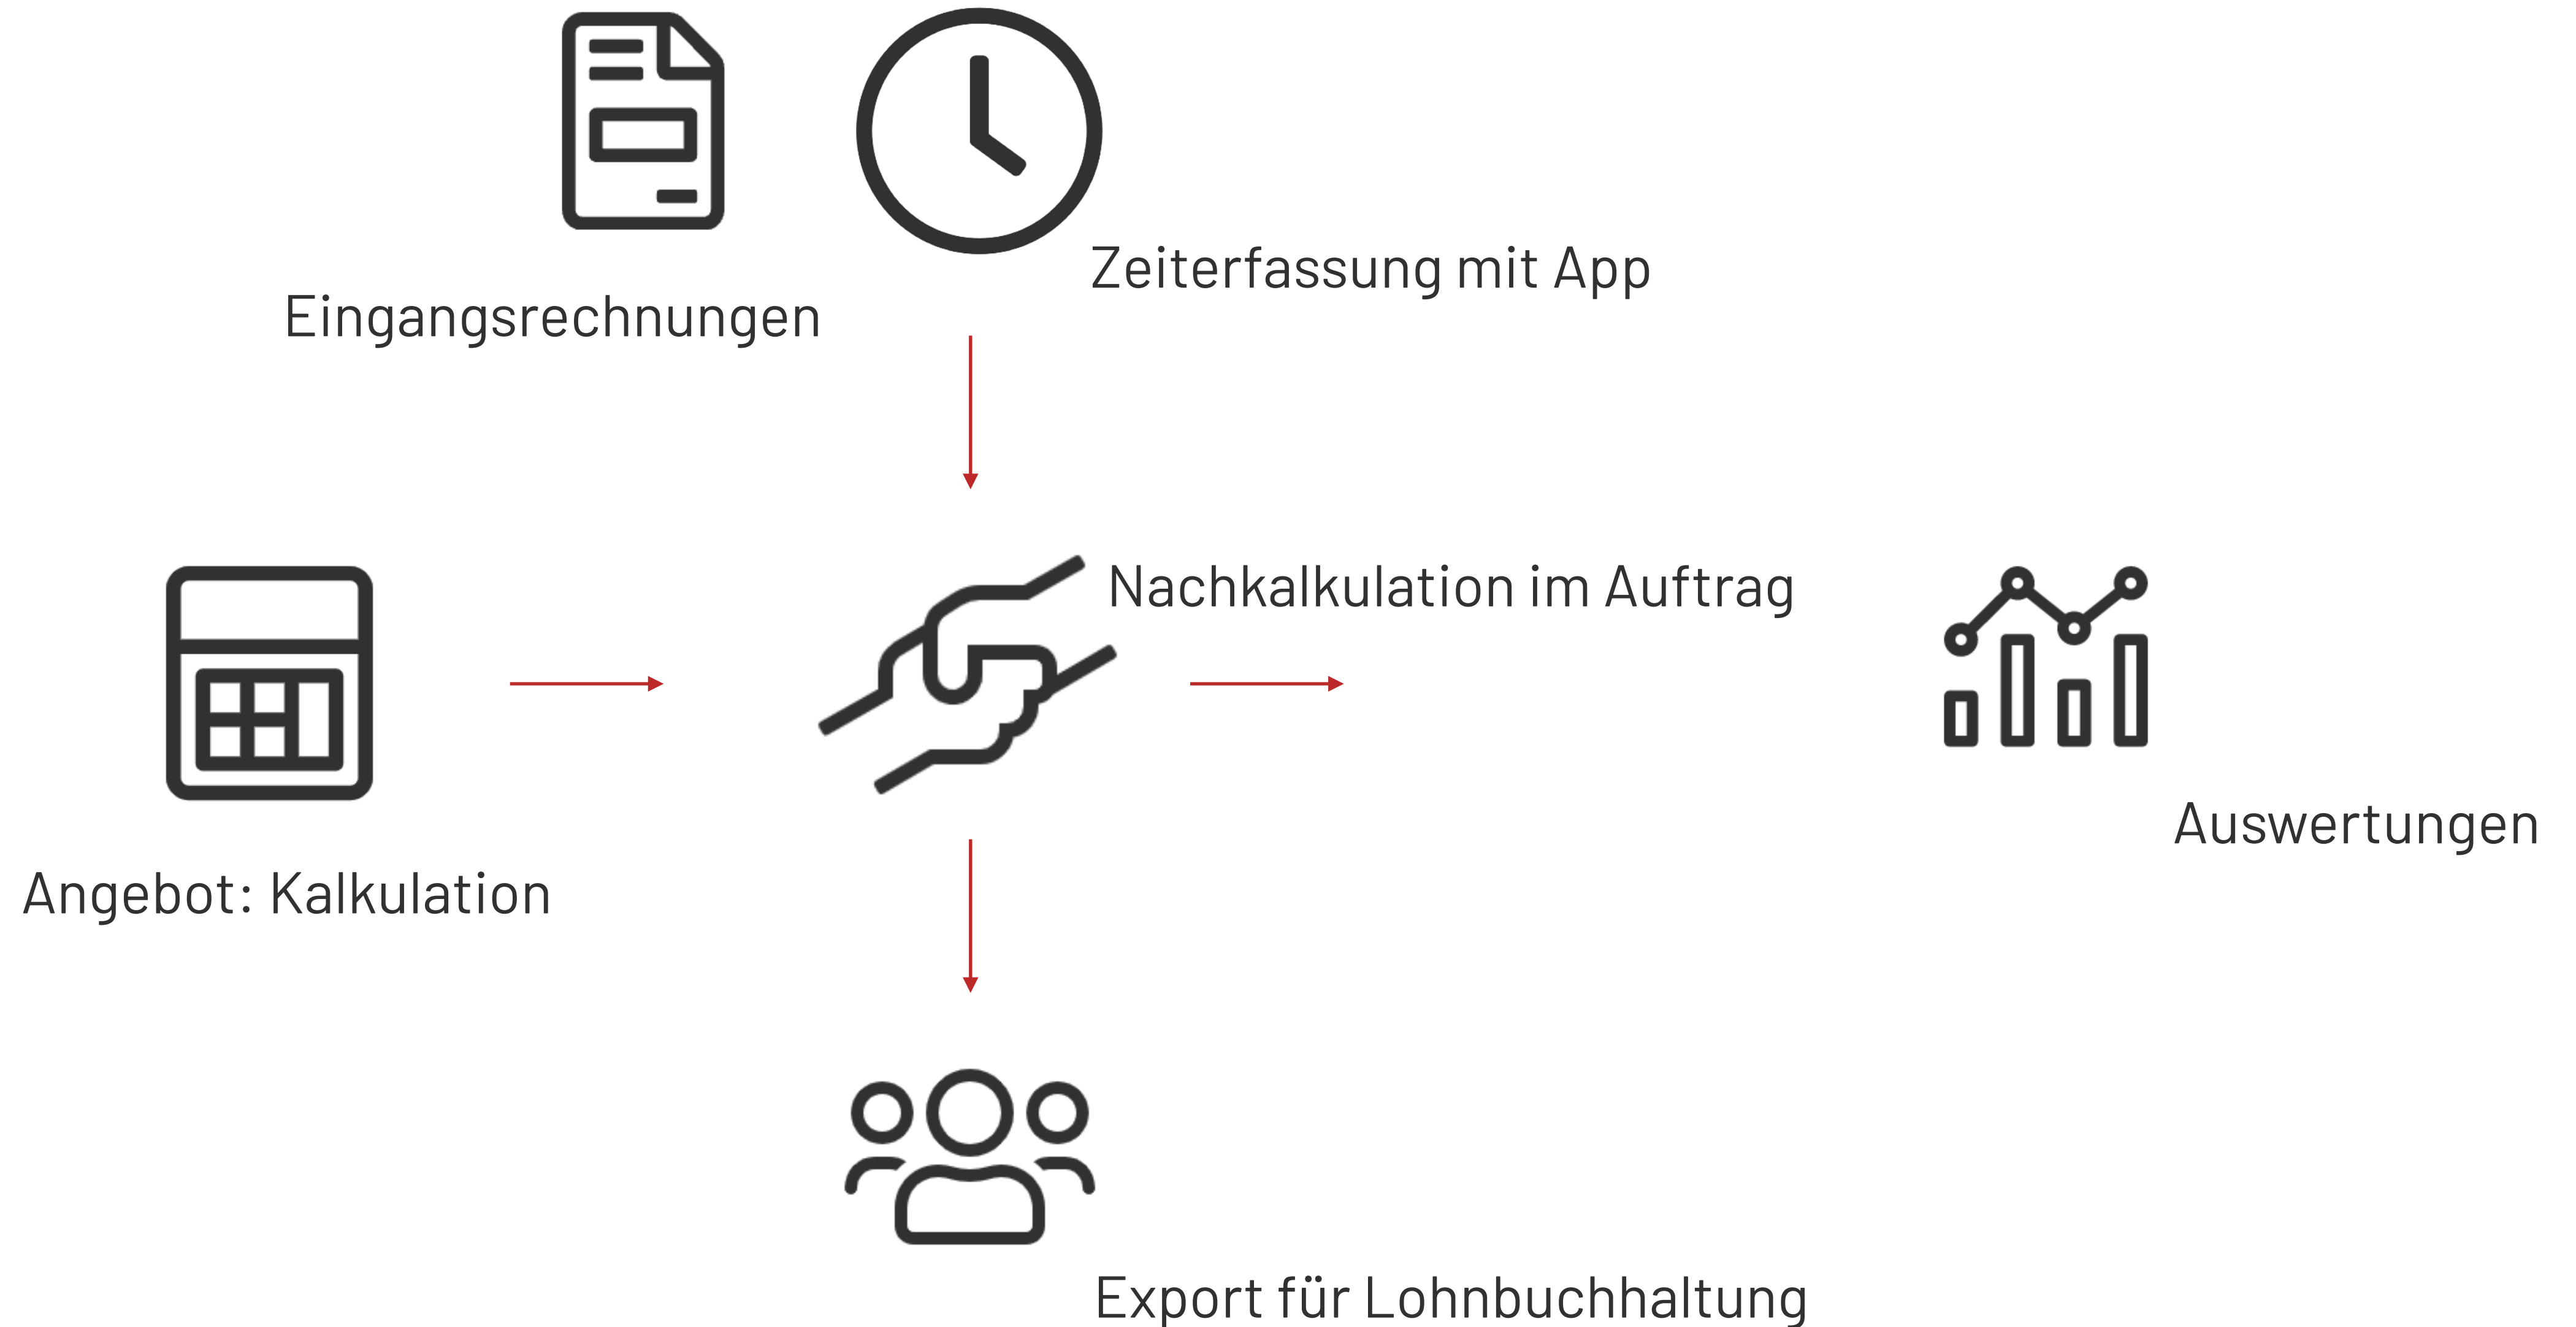 Zeiterfassung mit App
Eingangsrechnungen
Nachkalkulation im Auftrag
Auswertungen
Angebot: Kalkulation
Export für Lohnbuchhaltung